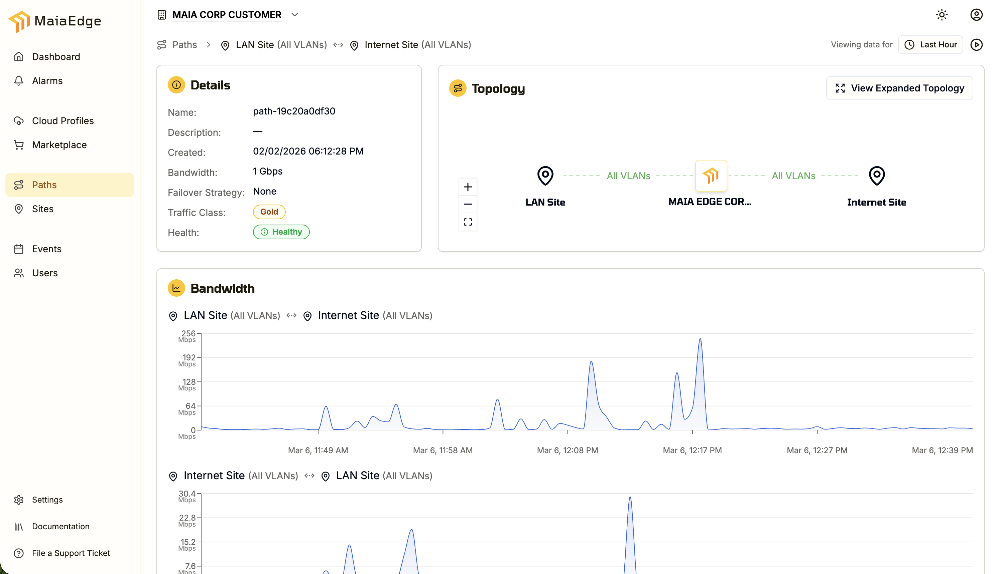 MaiaEdge
Dashboard
Alarms
Cloud Profiles
Marketplace
Paths
Sites
Events
Users
Settings
Documentation
File a Support Ticket
MAIA CORP CUSTOMER
Paths > LAN Site (All VLANs) Internet Site (All VLANs)
Viewing data for Last Hour
Details
Name: path-19c20a0df30
Description: —
Created: 02/02/2026 06:12:28 PM
Bandwidth: 1 Gbps
Failover Strategy: None
Traffic Class: Gold
Health: Healthy
Topology
View Expanded Topology
All VLANs All VLANs
LAN Site MAIA EDGE COR... Internet Site
Bandwidth
LAN Site (All VLANs) Internet Site (All VLANs)
256
Mbps
192
Mbps
128
Mbps
64
Mbps
0
Mbps
Mar 6, 11:49 AM Mar 6, 11:58 AM Mar 6, 12:08 PM Mar 6, 12:17 PM Mar 6, 12:27 PM Mar 6, 12:39 PM
Internet Site (All VLANs) LAN Site (All VLANs)
30.4
Mbps
22.8
Mbps
15.2
Mbps
7.6
Mbps